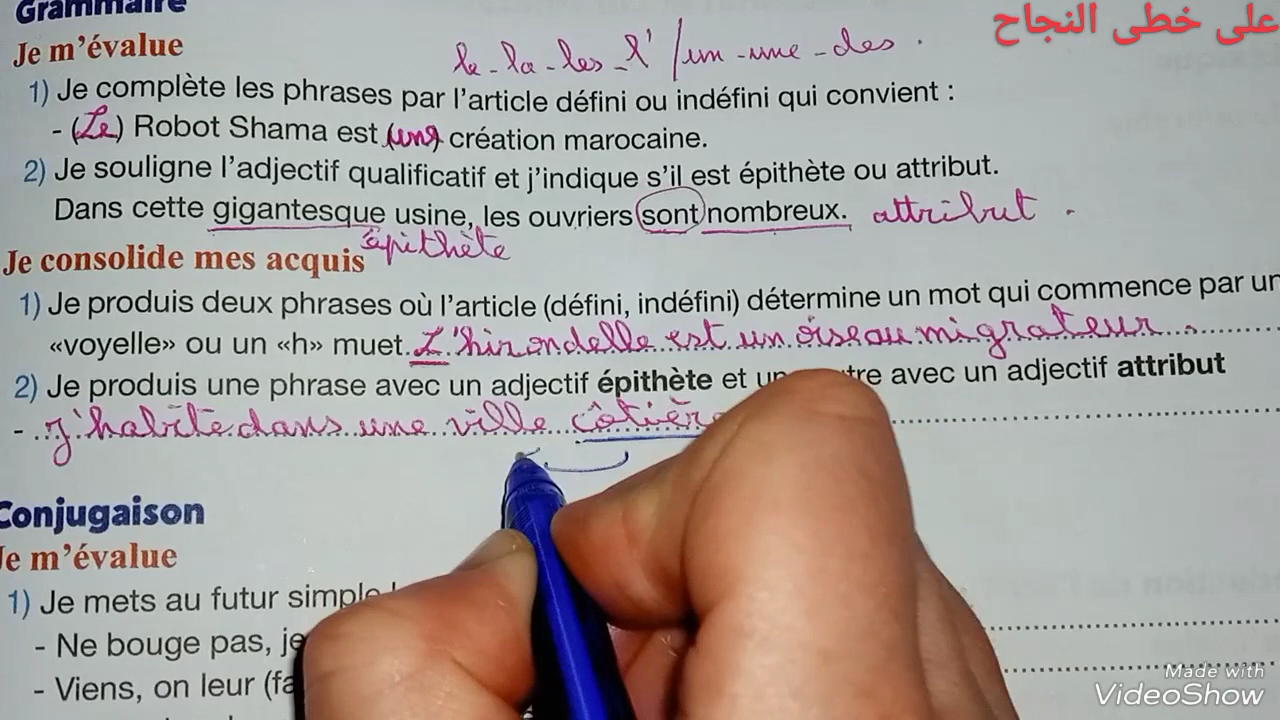 Grammaire
على خطى النجاح
Je m'évalue
le - la - les - l' / un - une - des .
1) Je complète les phrases par l'article défini ou indéfini qui convient :
- (Le) Robot Shama est (une) création marocaine.
2) Je souligne l'adjectif qualificatif et j'indique s'il est épithète ou attribut.
Dans cette gigantesque usine, les ouvriers sont nombreux. attribut .
épithète
Je consolide mes acquis
1) Je produis deux phrases où l'article (défini, indéfini) détermine un mot qui commence par un
«voyelle» ou un «h» muet. L'hirondelle est un oiseau migrateur .
2) Je produis une phrase avec un adjectif épithète et un tre avec un adjectif attribut
- J'habite dans une ville côtière
Conjugaison
Je m'évalue
1) Je mets au futur simple
- Ne bouge pas, je
- Viens, on leur (fa
Made with
VideoShow